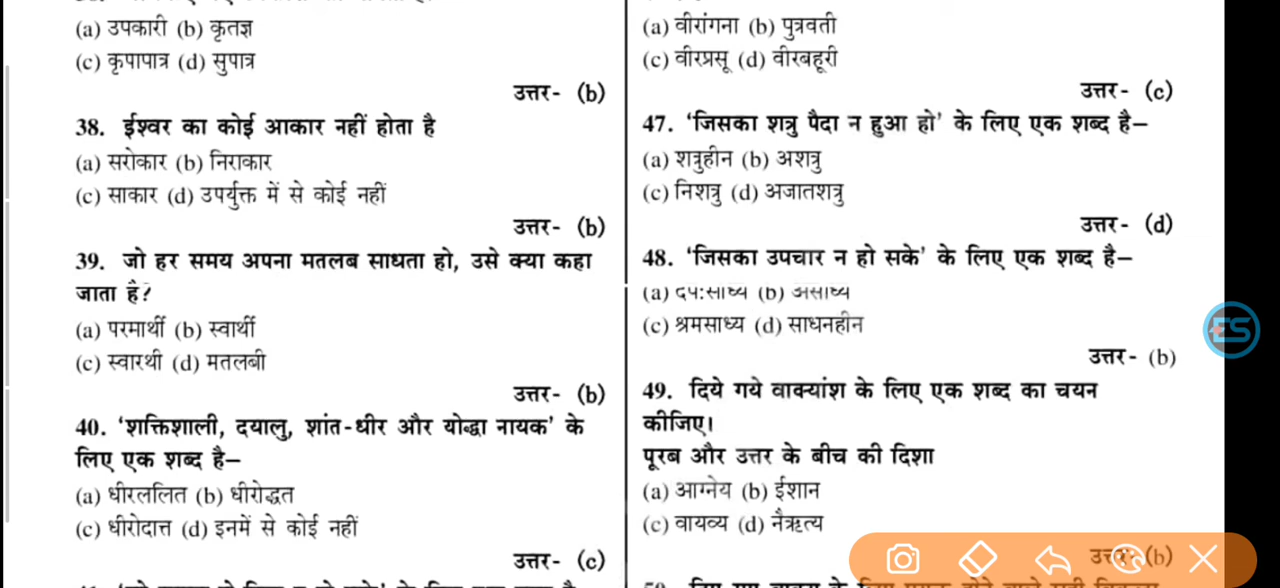 (a) उपकारी (b) कृतज्ञ
(c) कृपापात्र (d) सुपात्र
उत्तर- (b)
38. ईश्वर का कोई आकार नहीं होता है
(a) सरोकार (b) निराकार
(c) साकार (d) उपर्युक्त में से कोई नहीं
उत्तर- (b)
39. जो हर समय अपना मतलब साधता हो, उसे क्या कहा
जाता है?
(a) परमार्थी (b) स्वार्थी
(c) स्वारथी (d) मतलबी
उत्तर- (b)
40. ‘शक्तिशाली, दयालु, शांत-धीर और योद्धा नायक’ के
लिए एक शब्द है–
(a) धीरललित (b) धीरोद्धत
(c) धीरोदात्त (d) इनमें से कोई नहीं
उत्तर- (c)
(a) वीरांगना (b) पुत्रवती
(c) वीरप्रसू (d) वीरबहूरी
उत्तर- (c)
47. ‘जिसका शत्रु पैदा न हुआ हो’ के लिए एक शब्द है–
(a) शत्रुहीन (b) अशत्रु
(c) निशत्रु (d) अजातशत्रु
उत्तर- (d)
48. ‘जिसका उपचार न हो सके’ के लिए एक शब्द है–
(a) (b) असाध्य
(c) श्रमसाध्य (d) साधनहीन
उत्तर- (b)
49. दिये गये वाक्यांश के लिए एक शब्द का चयन
कीजिए।
पूरब और उत्तर के बीच की दिशा
(a) आग्नेय (b) ईशान
(c) वायव्य (d) नैऋत्य
उत्तर- (b)
ES